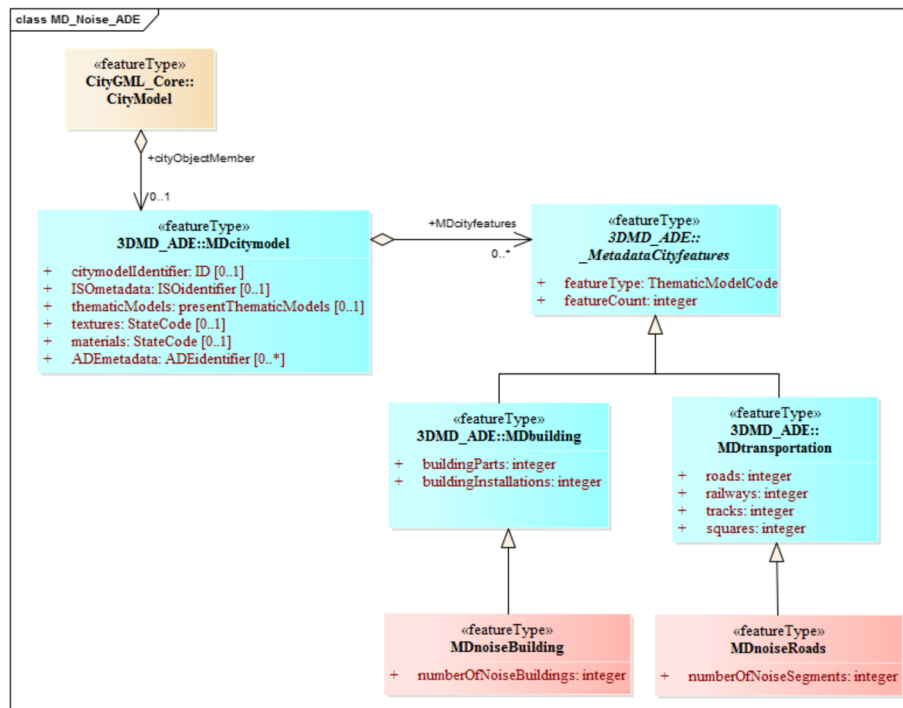 class MD_Noise_ADE
«featureType»
CityGML_Core::
CityModel
+cityObjectMember
0..1
«featureType»
3DMD_ADE::MDcitymodel
+ citymodelIdentifier: ID [0..1]
+ ISOmetadata: ISOidentifier [0..1]
+ thematicModels: presentThematicModels [0..1]
+ textures: StateCode [0..1]
+ materials: StateCode [0..1]
+ ADEmetadata: ADEidentifier [0..*]
+MDcityfeatures
0..*
«featureType»
3DMD_ADE::
_MetadataCityfeatures
+ featureType: ThematicModelCode
+ featureCount: integer
«featureType»
3DMD_ADE::MDbuilding
+ buildingParts: integer
+ buildingInstallations: integer
«featureType»
3DMD_ADE::
MDtransportation
+ roads: integer
+ railways: integer
+ tracks: integer
+ squares: integer
«featureType»
MDnoiseBuilding
+ numberOfNoiseBuildings: integer
«featureType»
MDnoiseRoads
+ numberOfNoiseSegments: integer